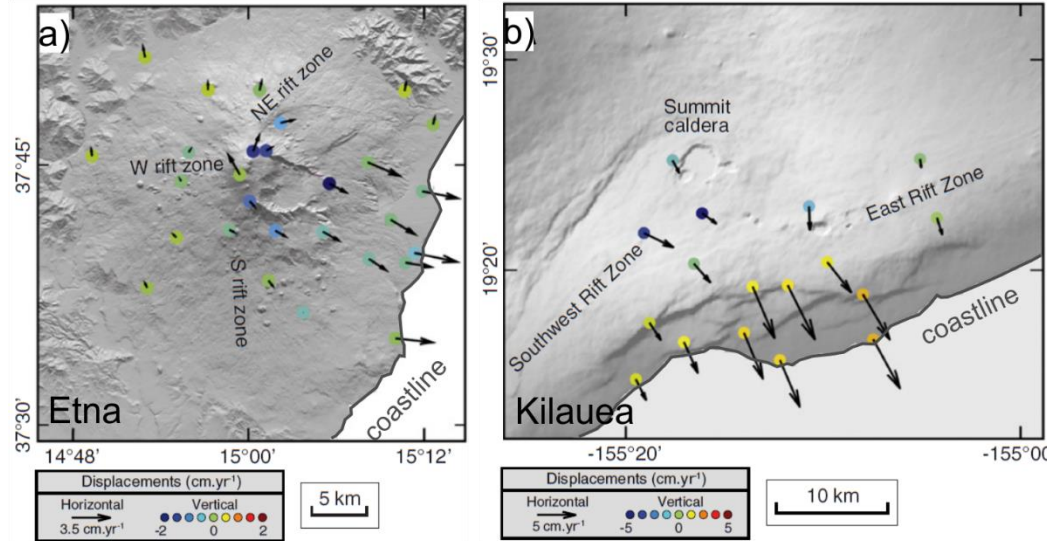 a)
NE rift zone
W rift zone
S rift zone
Etna
coastline
37°45'
37°30'
14°48'
15°00'
15°12'
Displacements (cm.yr⁻¹)
Horizontal
Vertical
3.5 cm.yr⁻¹
-2
0
2
5 km
b)
Summit
caldera
East Rift Zone
Southwest Rift Zone
coastline
Kilauea
19°30'
19°20'
-155°20'
-155°00'
Displacements (cm.yr⁻¹)
Horizontal
Vertical
5 cm.yr⁻¹
-5
0
5
10 km